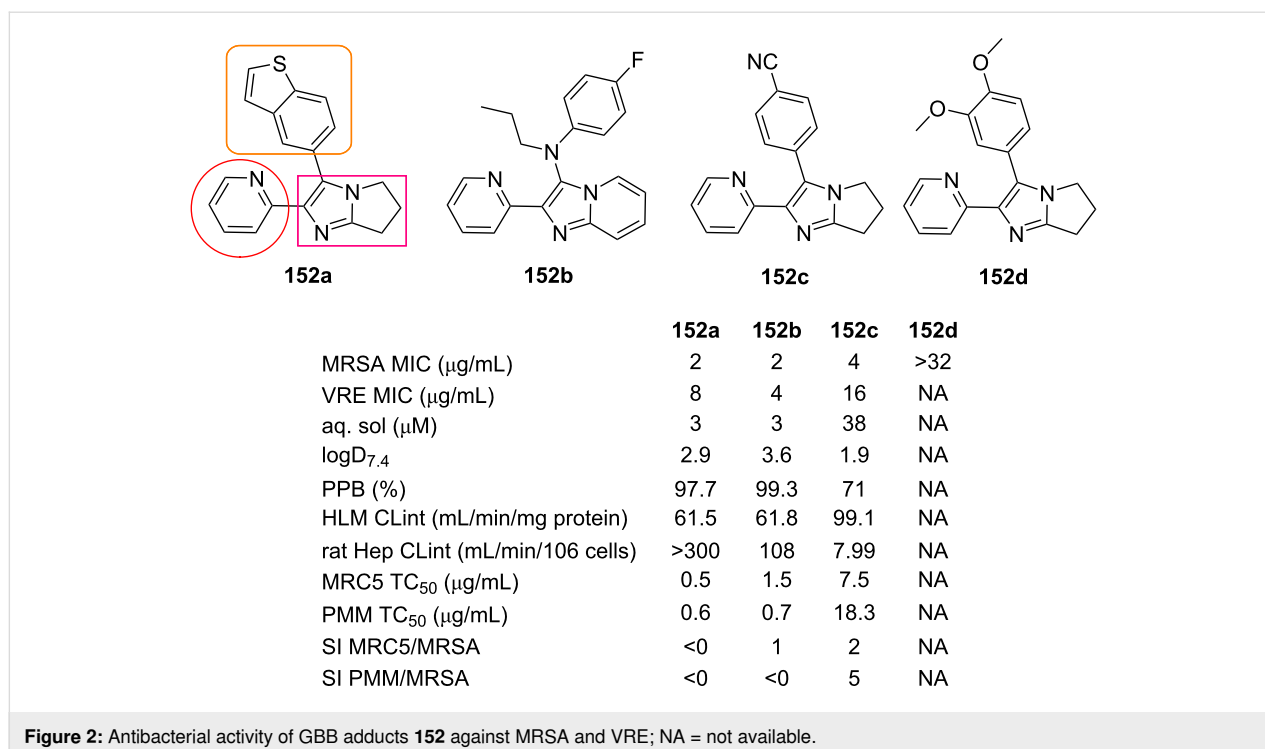 S
N
N
N
152a
F
N
N
N
N
152b
NC
N
N
N
152c
O
O
N
N
N
152d
152a 152b 152c 152d
MRSA MIC (μg/mL) 2 2 4 >32
VRE MIC (μg/mL) 8 4 16 NA
aq. sol (μM) 3 3 38 NA
logD7.4 2.9 3.6 1.9 NA
PPB (%) 97.7 99.3 71 NA
HLM CLint (mL/min/mg protein) 61.5 61.8 99.1 NA
rat Hep CLint (mL/min/106 cells) >300 108 7.99 NA
MRC5 TC50 (μg/mL) 0.5 1.5 7.5 NA
PMM TC50 (μg/mL) 0.6 0.7 18.3 NA
SI MRC5/MRSA <0 1 2 NA
SI PMM/MRSA <0 <0 5 NA
Figure 2: Antibacterial activity of GBB adducts 152 against MRSA and VRE; NA = not available.